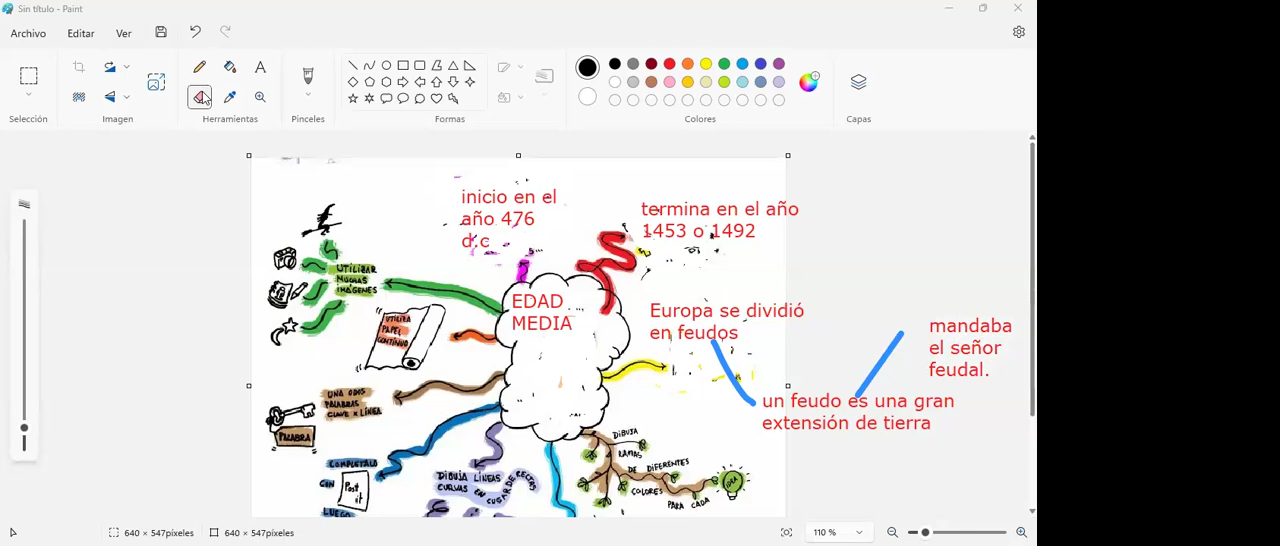 Sin título - Paint
Archivo Editar Ver
Selección Imagen Herramientas Pinceles Formas Colores Capas
inicio en el
año 476
d.c
termina en el año
1453 o 1492
EDAD
MEDIA
Europa se dividió
en feudos
mandaba
el señor
feudal.
un feudo es una gran
extensión de tierra
UTILIZAR
MUCHAS
IMÁGENES
UTILIZA
PAPEL
CONTINUO
UNA ODOS
PALABRAS
CLAVE X LÍNEA
PALABRA
COMPLETALO
CON
Post
it
LUEGO
DIBUJA LÍNEAS
CURVAS EN LUGAR DE RECTAS
DIBUJA
RAMAS
DE DIFERENTES
COLORES PARA CADA
IDEA
640 × 547píxeles 640 × 547píxeles 110 %